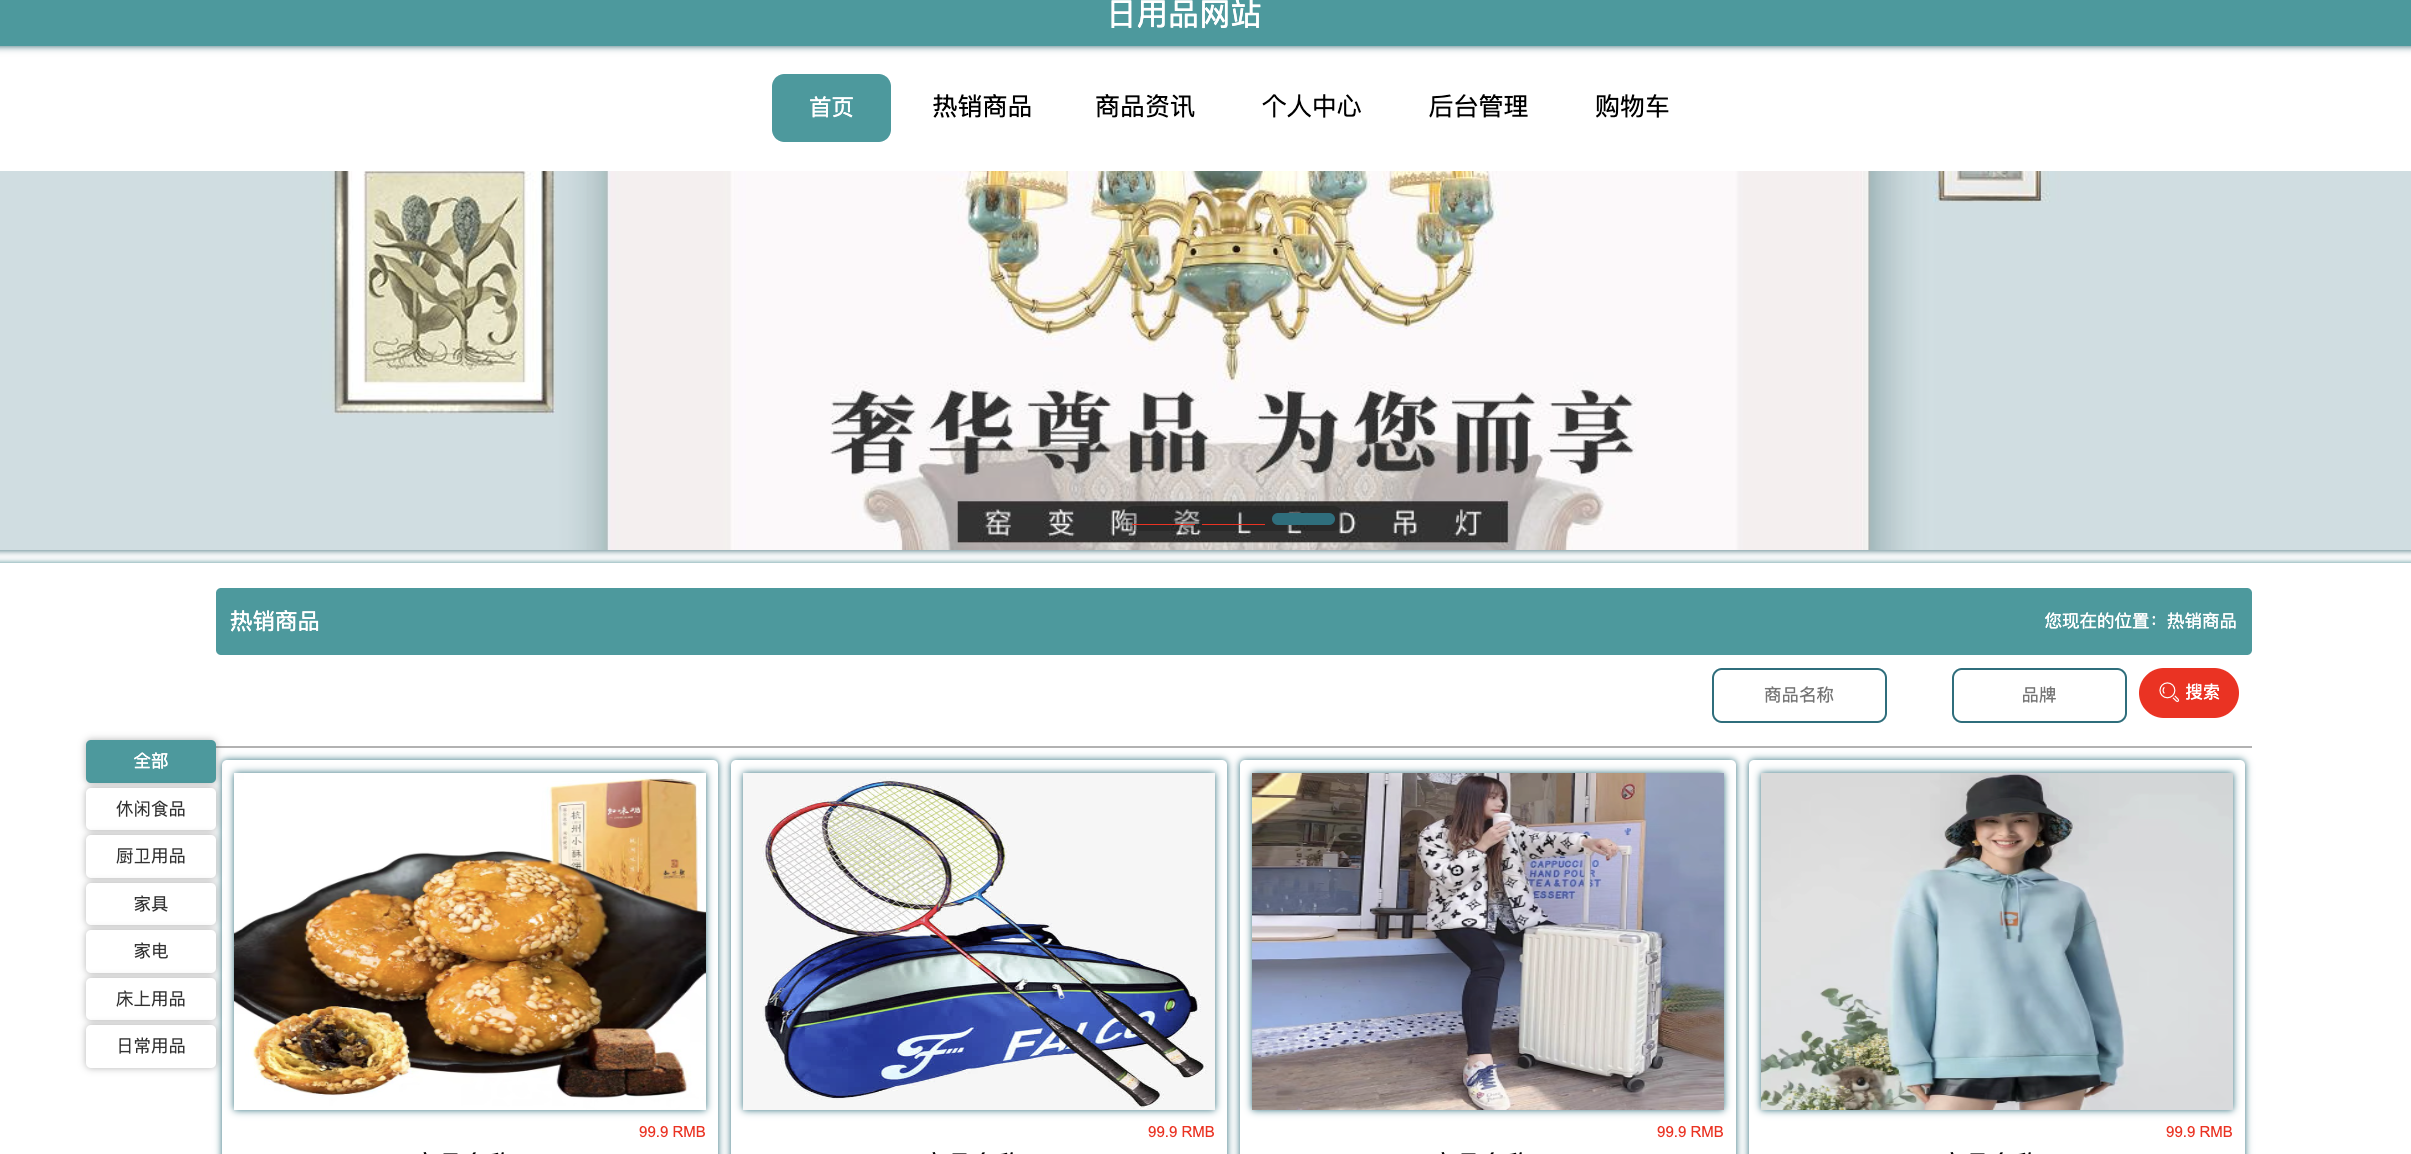 日用品网站
首页
热销商品
商品资讯
个人中心
后台管理
购物车
奢华尊品 为您而享
窑变陶瓷LED吊灯
热销商品
您现在的位置：热销商品
商品名称
品牌
搜索
全部
休闲食品
厨卫用品
家具
家电
床上用品
日常用品
杭州小酥饼
FALCO
CAPPUCCINO
HAND POUR
TEA&TOAST
DESSERT
99.9 RMB
99.9 RMB
99.9 RMB
99.9 RMB